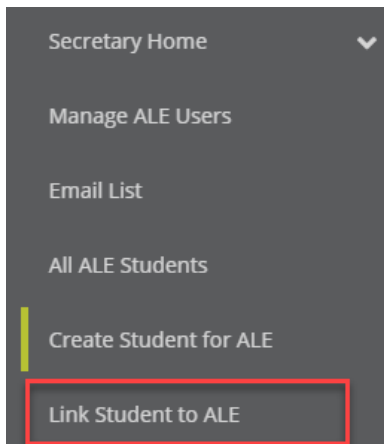 Secretary Home
Manage ALE Users
Email List
All ALE Students
Create Student for ALE
Link Student to ALE